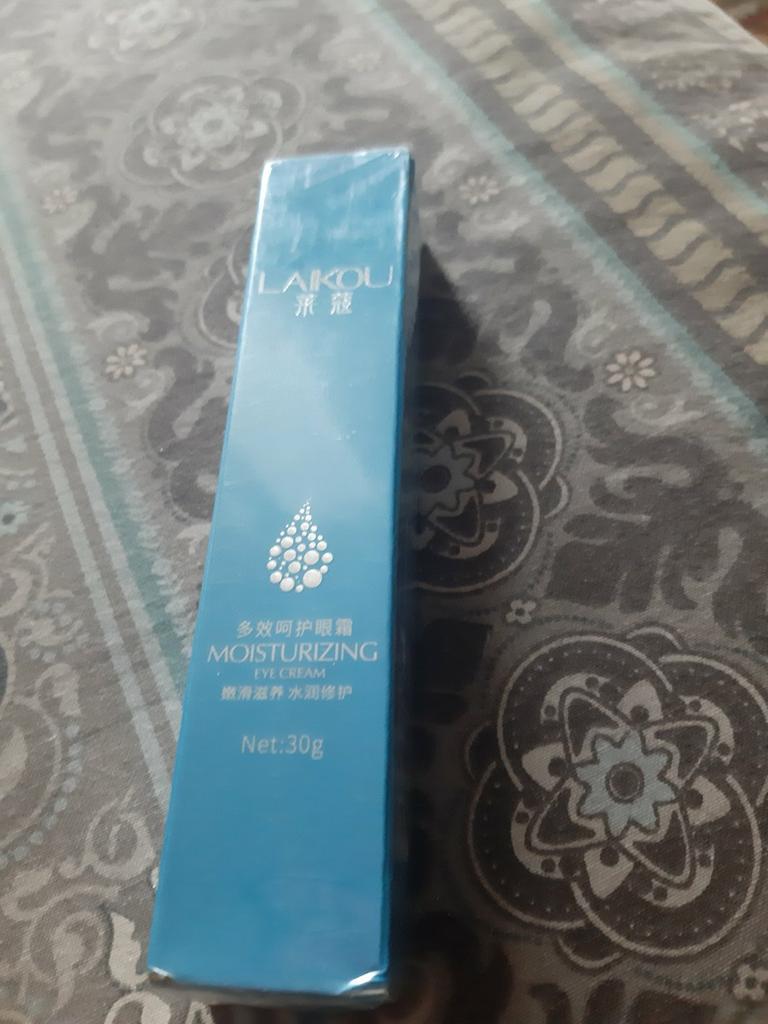 LAIKOU
莱蔻
多效呵护眼霜
MOISTURIZING
EYE CREAM
嫩滑滋养 水润修护
Net:30g